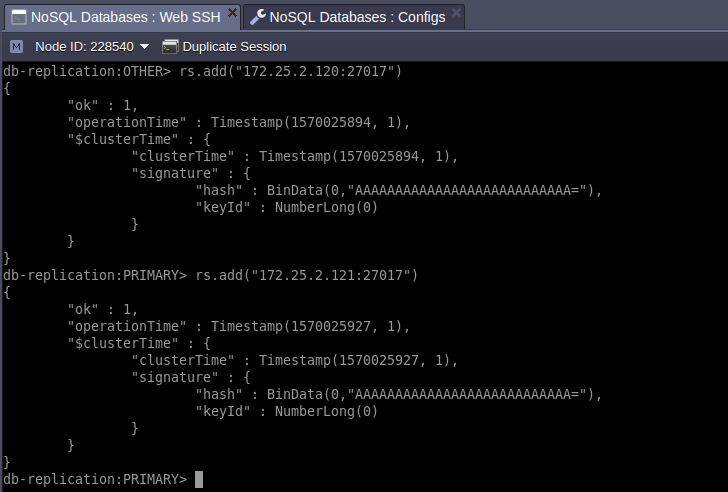 NoSQL Databases : Web SSH
NoSQL Databases : Configs
M Node ID: 228540 Duplicate Session
db-replication:OTHER> rs.add("172.25.2.120:27017")
{
        "ok" : 1,
        "operationTime" : Timestamp(1570025894, 1),
        "$clusterTime" : {
                "clusterTime" : Timestamp(1570025894, 1),
                "signature" : {
                        "hash" : BinData(0,"AAAAAAAAAAAAAAAAAAAAAAAAAAA="),
                        "keyId" : NumberLong(0)
                }
        }
}
db-replication:PRIMARY> rs.add("172.25.2.121:27017")
{
        "ok" : 1,
        "operationTime" : Timestamp(1570025927, 1),
        "$clusterTime" : {
                "clusterTime" : Timestamp(1570025927, 1),
                "signature" : {
                        "hash" : BinData(0,"AAAAAAAAAAAAAAAAAAAAAAAAAAA="),
                        "keyId" : NumberLong(0)
                }
        }
}
db-replication:PRIMARY>